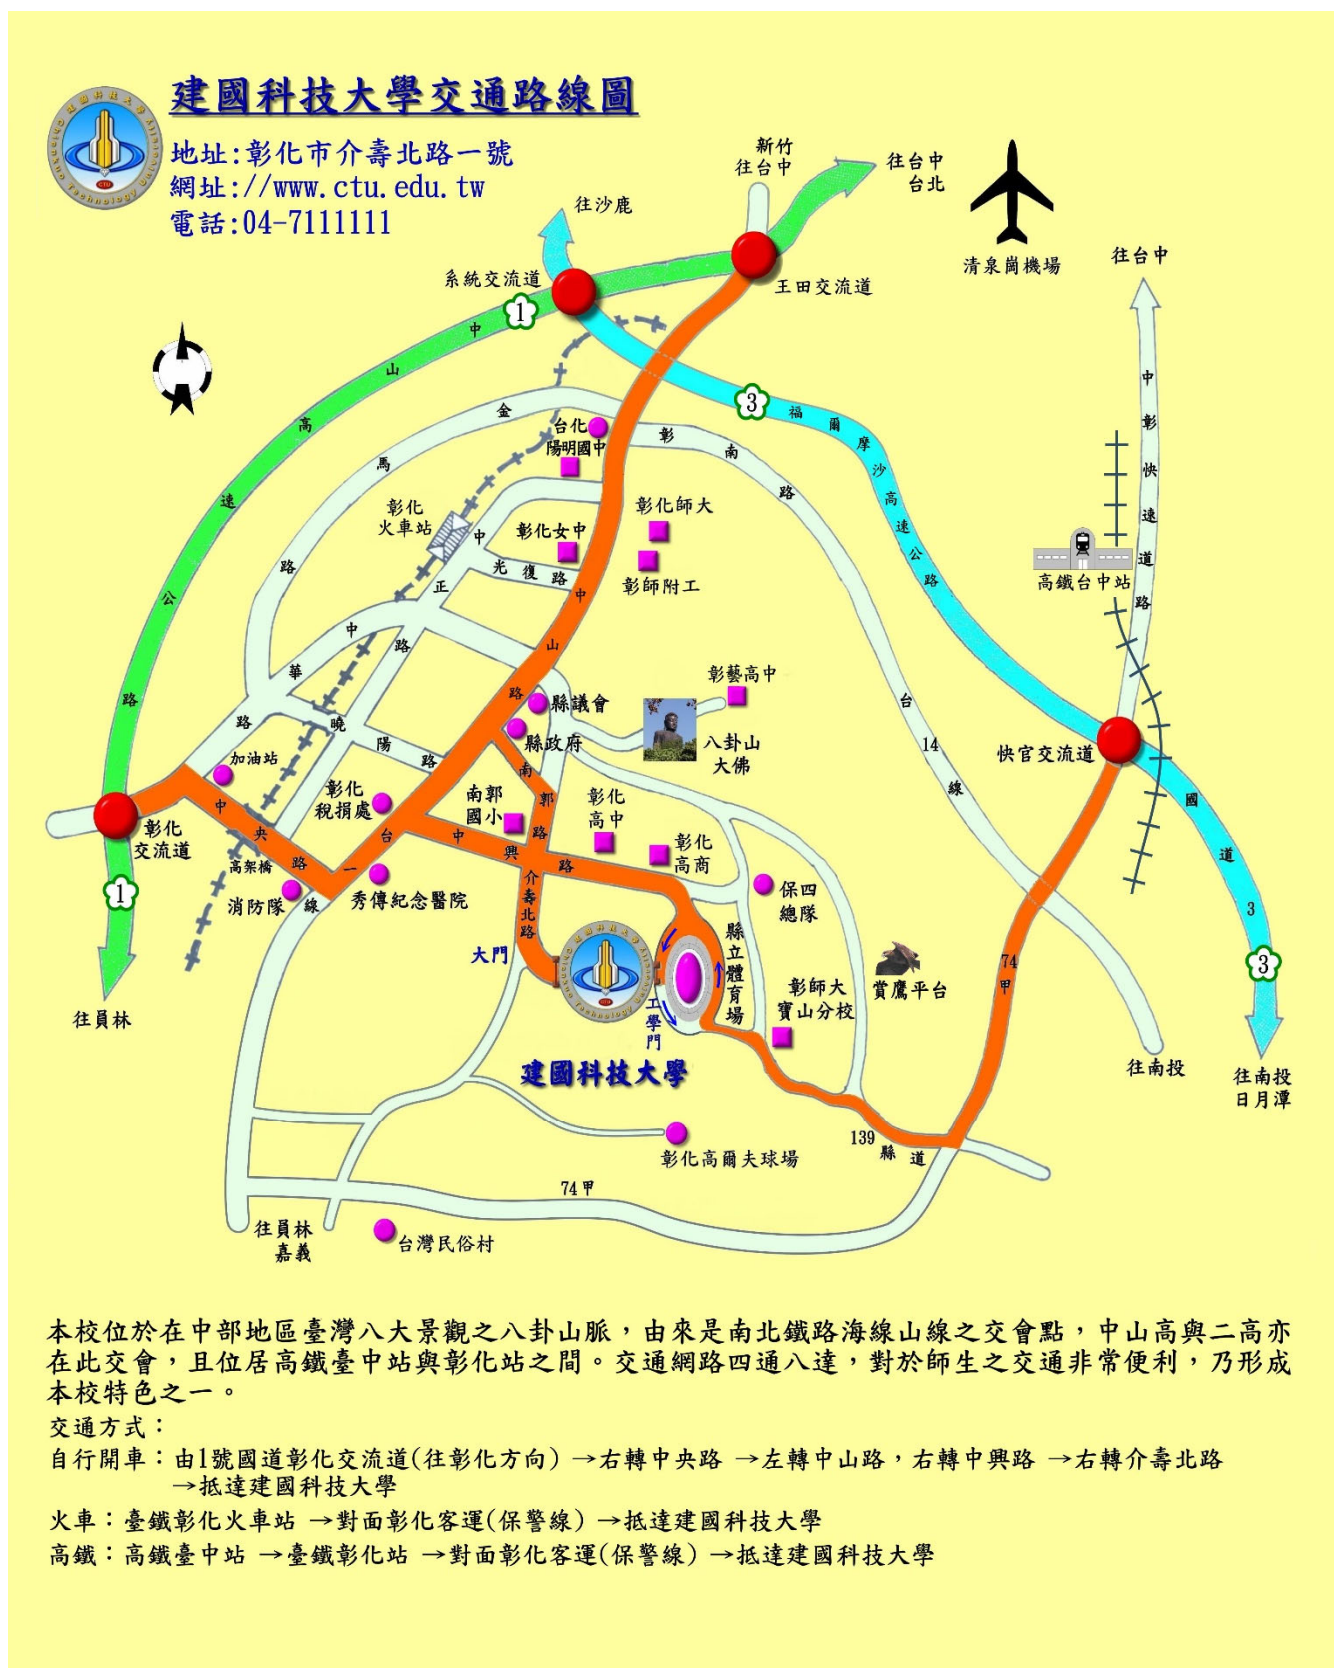 建國科技大學交通路線圖
地址:彰化市介壽北路一號
網址://www.ctu.edu.tw
電話:04-7111111
新竹
往台中
往台中
台北
往沙鹿
清泉崗機場
往台中
系統交流道
王田交流道
1
中山高速公路
3
福爾摩沙高速公路
中彰快速道路
金馬路
台化
陽明國中
彰南路
彰化
火車站
中正路
彰化女中
彰化師大
光復路
彰師附工
高鐵台中站
中華路
中山路
彰藝高中
縣議會
縣政府
八卦山
大佛
台14線
快官交流道
曉陽路
加油站
南郭路
彰化
稅捐處
南郭
國小
彰化
高中
彰化
高商
國道3
彰化
交流道
中央路
台一線
中興路
高架橋
消防隊
秀傳紀念醫院
介壽北路
保四
總隊
1
大門
縣立體育場
工學門
彰師大
寶山分校
賞鷹平台
74甲
3
往員林
建國科技大學
CTU
往南投
往南投
日月潭
139縣道
彰化高爾夫球場
74甲
往員林
嘉義
台灣民俗村
本校位於在中部地區臺灣八大景觀之八卦山脈，由來是南北鐵路海線山線之交會點，中山高與二高亦
在此交會，且位居高鐵臺中站與彰化站之間。交通網路四通八達，對於師生之交通非常便利，乃形成
本校特色之一。
交通方式：
自行開車：由1號國道彰化交流道(往彰化方向) →右轉中央路 →左轉中山路，右轉中興路 →右轉介壽北路
→抵達建國科技大學
火車：臺鐵彰化火車站 →對面彰化客運(保警線) →抵達建國科技大學
高鐵：高鐵臺中站 →臺鐵彰化站 →對面彰化客運(保警線) →抵達建國科技大學